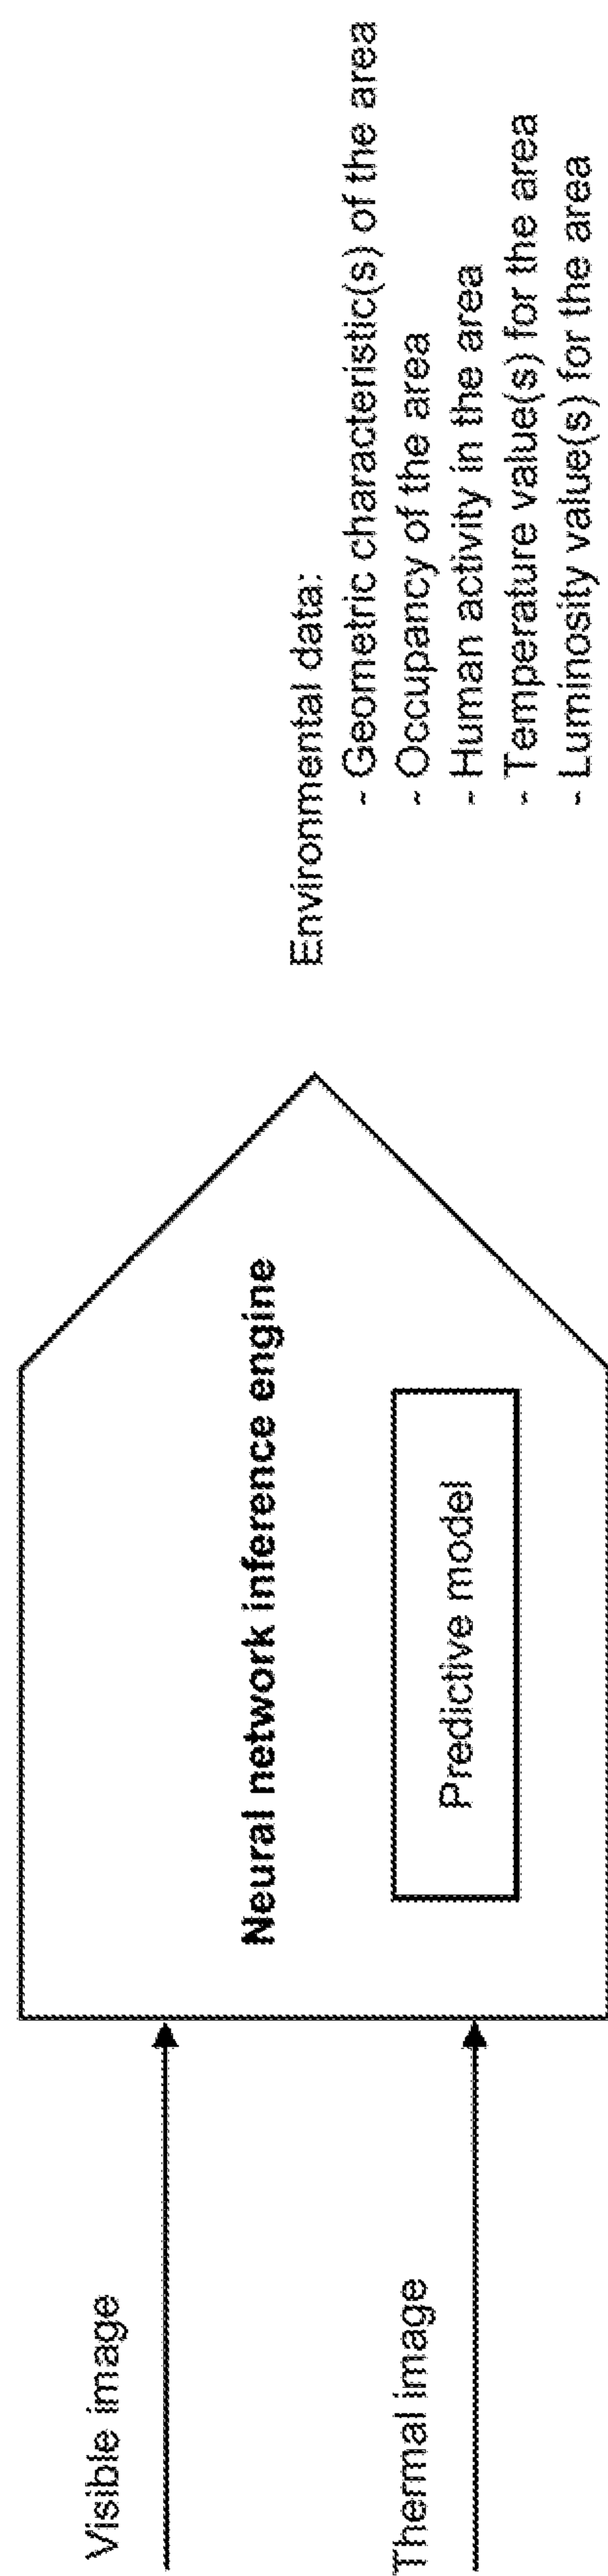 Visible image
Thermal image
Neural network inference engine
Predictive model
Environmental data:
- Geometric characteristic(s) of the area
- Occupancy of the area
- Human activity in the area
- Temperature value(s) for the area
- Luminosity value(s) for the area